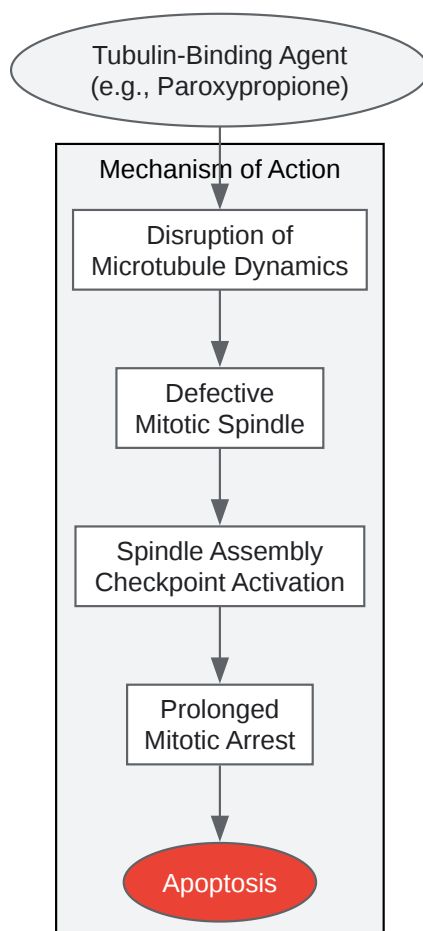 Tubulin-Binding Agent
(e.g., Paroxypropione)
Mechanism of Action
Disruption of
Microtubule Dynamics
Defective
Mitotic Spindle
Spindle Assembly
Checkpoint Activation
Prolonged
Mitotic Arrest
Apoptosis